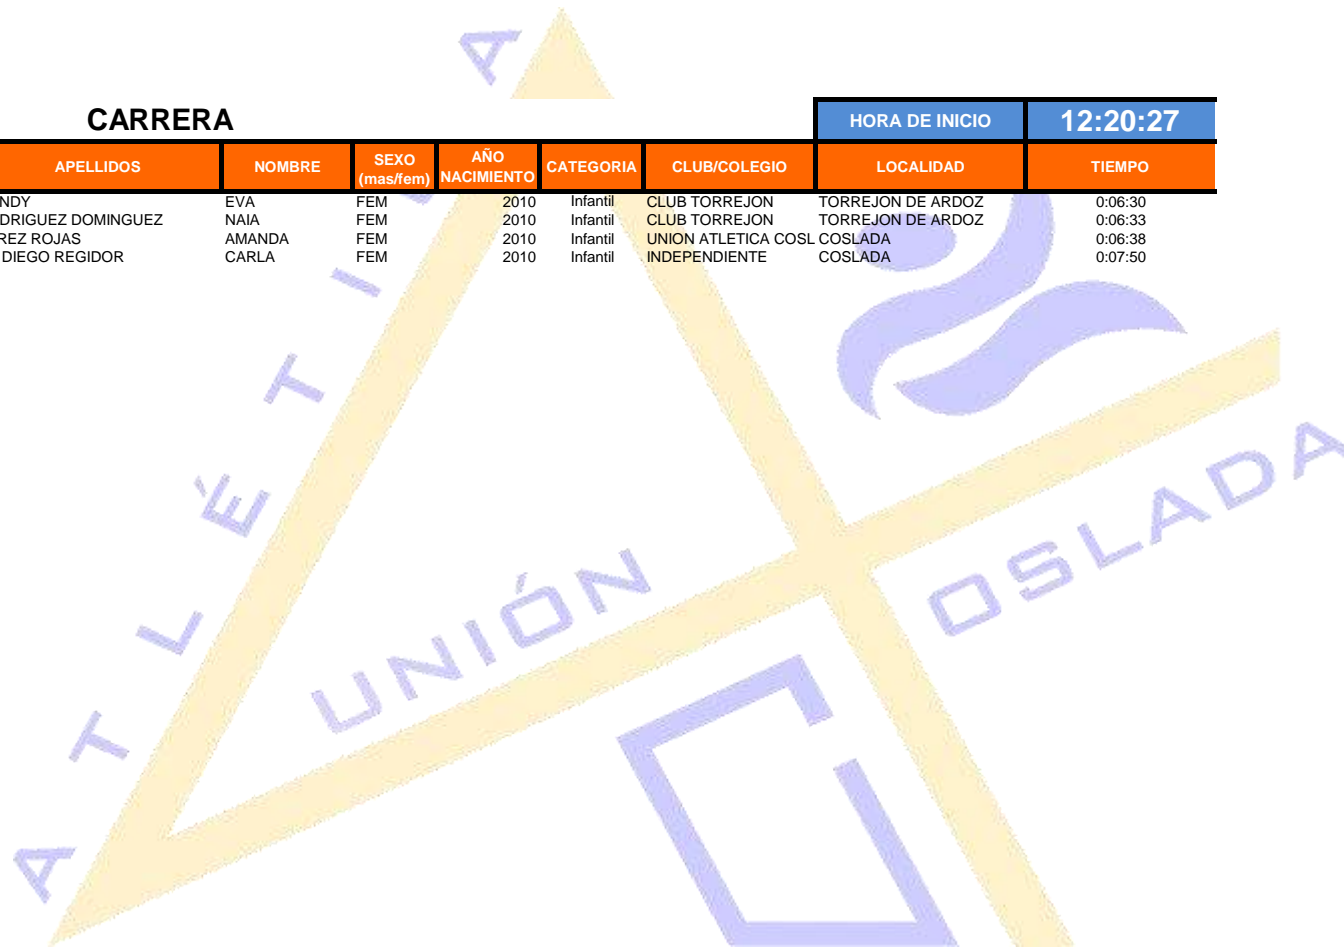 CARRERA HORA DE INICIO 12:20:27
APELLIDOS NOMBRE SEXO (mas/fem) AÑO NACIMIENTO CATEGORIA CLUB/COLEGIO LOCALIDAD TIEMPO
NDY EVA FEM 2010 Infantil CLUB TORREJON TORREJON DE ARDOZ 0:06:30
DRIGUEZ DOMINGUEZ NAIA FEM 2010 Infantil CLUB TORREJON TORREJON DE ARDOZ 0:06:33
REZ ROJAS AMANDA FEM 2010 Infantil UNION ATLETICA COSL COSLADA 0:06:38
DIEGO REGIDOR CARLA FEM 2010 Infantil INDEPENDIENTE COSLADA 0:07:50
UNIÓN
OSLADA